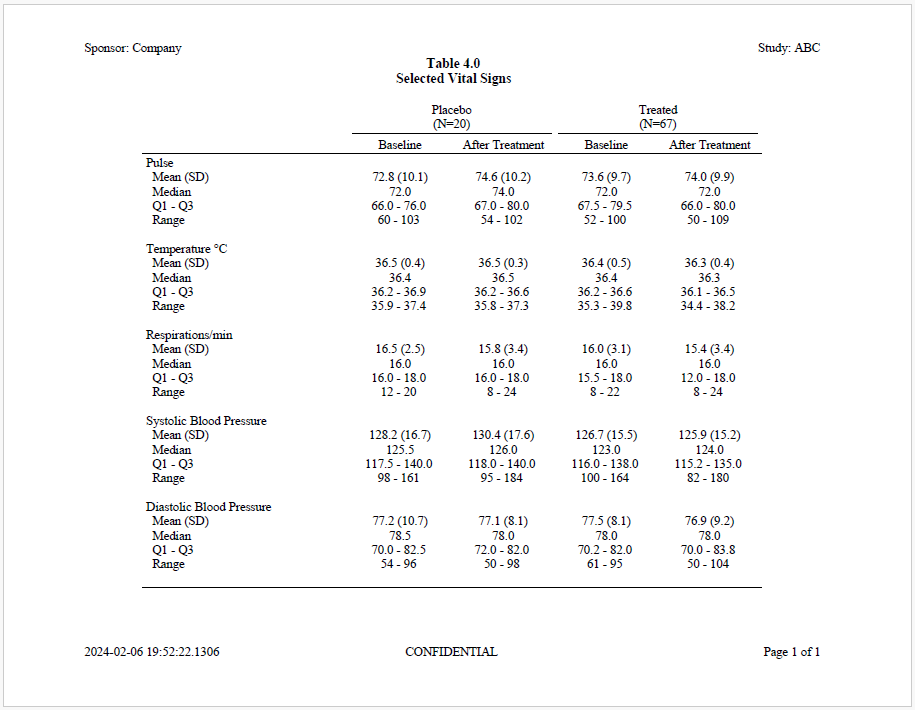 Sponsor: Company Study: ABC
Table 4.0
Selected Vital Signs
Placebo Treated
(N=20) (N=67)
Baseline After Treatment Baseline After Treatment
Pulse
Mean (SD) 72.8 (10.1) 74.6 (10.2) 73.6 (9.7) 74.0 (9.9)
Median 72.0 74.0 72.0 72.0
Q1 - Q3 66.0 - 76.0 67.0 - 80.0 67.5 - 79.5 66.0 - 80.0
Range 60 - 103 54 - 102 52 - 100 50 - 109
Temperature °C
Mean (SD) 36.5 (0.4) 36.5 (0.3) 36.4 (0.5) 36.3 (0.4)
Median 36.4 36.5 36.4 36.3
Q1 - Q3 36.2 - 36.9 36.2 - 36.6 36.2 - 36.6 36.1 - 36.5
Range 35.9 - 37.4 35.8 - 37.3 35.3 - 39.8 34.4 - 38.2
Respirations/min
Mean (SD) 16.5 (2.5) 15.8 (3.4) 16.0 (3.1) 15.4 (3.4)
Median 16.0 16.0 16.0 16.0
Q1 - Q3 16.0 - 18.0 16.0 - 18.0 15.5 - 18.0 12.0 - 18.0
Range 12 - 20 8 - 24 8 - 22 8 - 24
Systolic Blood Pressure
Mean (SD) 128.2 (16.7) 130.4 (17.6) 126.7 (15.5) 125.9 (15.2)
Median 125.5 126.0 123.0 124.0
Q1 - Q3 117.5 - 140.0 118.0 - 140.0 116.0 - 138.0 115.2 - 135.0
Range 98 - 161 95 - 184 100 - 164 82 - 180
Diastolic Blood Pressure
Mean (SD) 77.2 (10.7) 77.1 (8.1) 77.5 (8.1) 76.9 (9.2)
Median 78.5 78.0 78.0 78.0
Q1 - Q3 70.0 - 82.5 72.0 - 82.0 70.2 - 82.0 70.0 - 83.8
Range 54 - 96 50 - 98 61 - 95 50 - 104
2024-02-06 19:52:22.1306 CONFIDENTIAL Page 1 of 1